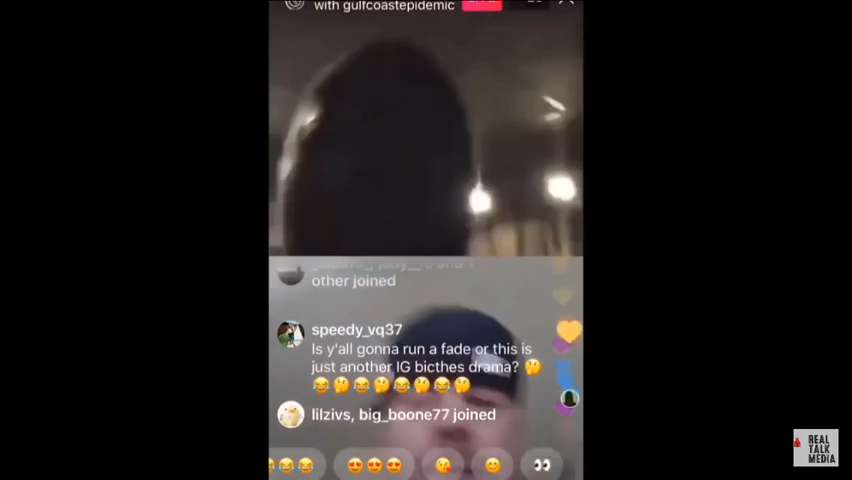 with gulfcoastepidemic
other joined
speedy_vq37
Is y'all gonna run a fade or this is
just another IG bicthes drama? 🤔
😂🤔😂🤔😂🤔😂🤔
lilzivs, big_boone77 joined
REAL
TALK
MEDIA